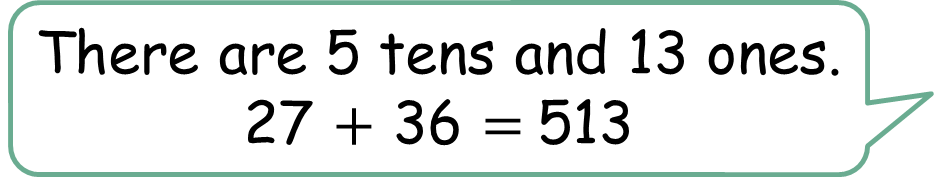 There are 5 tens and 13 ones.
27 + 36 = 513